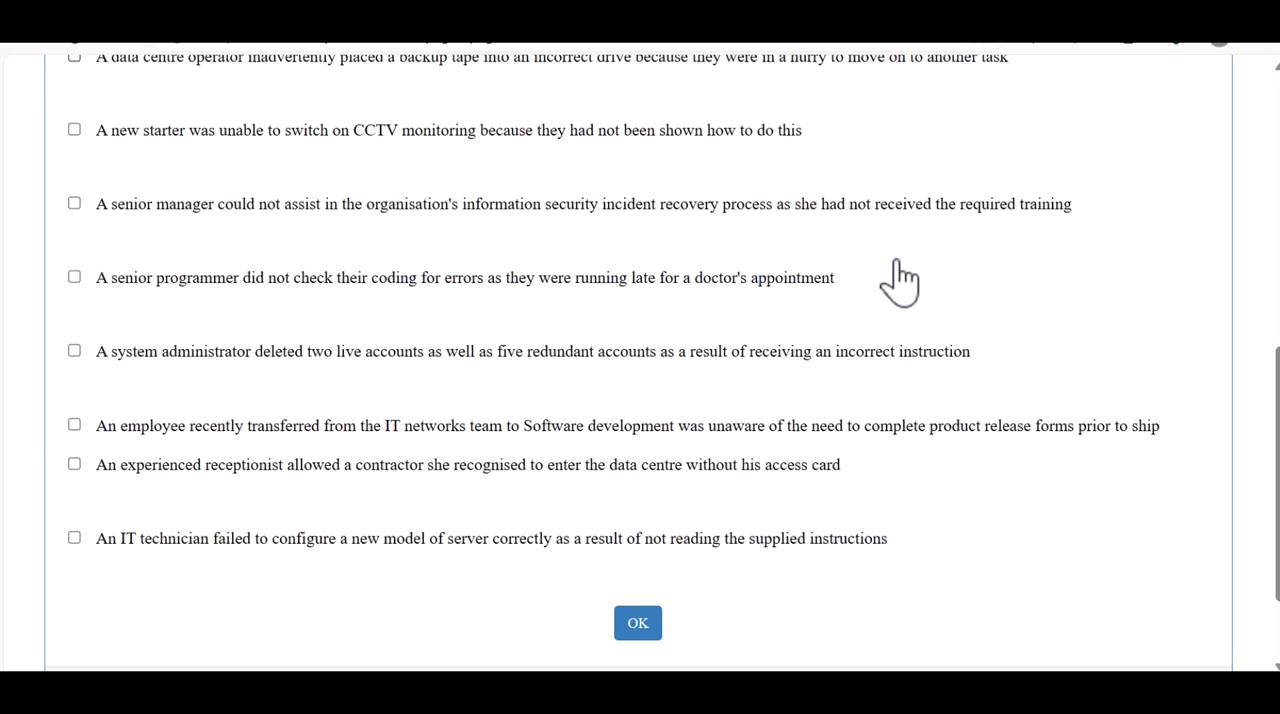 A data centre operator inadvertently placed a backup tape into an incorrect drive because they were in a hurry to move on to another task
A new starter was unable to switch on CCTV monitoring because they had not been shown how to do this
A senior manager could not assist in the organisation's information security incident recovery process as she had not received the required training
A senior programmer did not check their coding for errors as they were running late for a doctor's appointment
A system administrator deleted two live accounts as well as five redundant accounts as a result of receiving an incorrect instruction
An employee recently transferred from the IT networks team to Software development was unaware of the need to complete product release forms prior to ship
An experienced receptionist allowed a contractor she recognised to enter the data centre without his access card
An IT technician failed to configure a new model of server correctly as a result of not reading the supplied instructions
OK